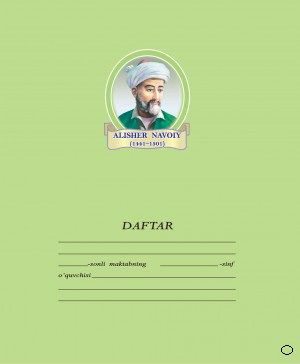 ALISHER NAVOIY
(1441-1501)
DAFTAR
-sonli maktabning -sinf
o'quvchisi